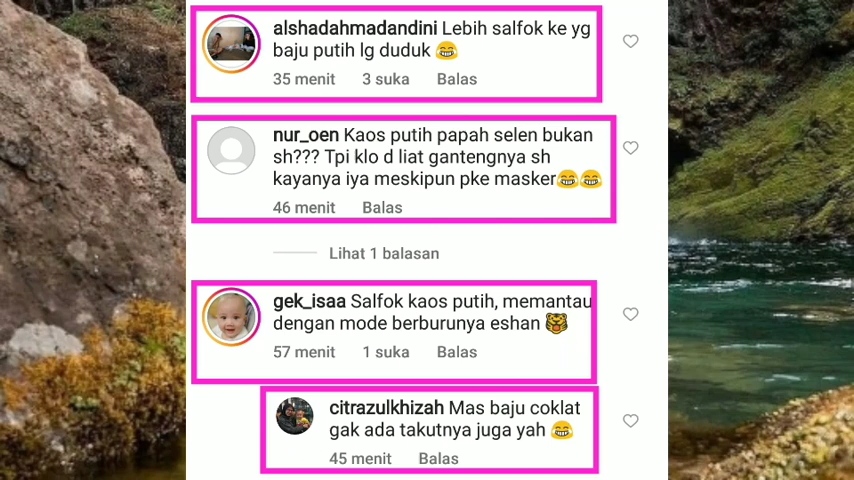 alshadahmadandini Lebih salfok ke yg
baju putih lg duduk 😂
35 menit 3 suka Balas
nur_oen Kaos putih papah selen bukan
sh??? Tpi klo d liat gantengnya sh
kayanya iya meskipun pke masker😂😂
46 menit Balas
Lihat 1 balasan
gek_isaa Salfok kaos putih, memantau
dengan mode berburunya eshan 🐯
57 menit 1 suka Balas
citrazulkhizah Mas baju coklat
gak ada takutnya juga yah 😂
45 menit Balas